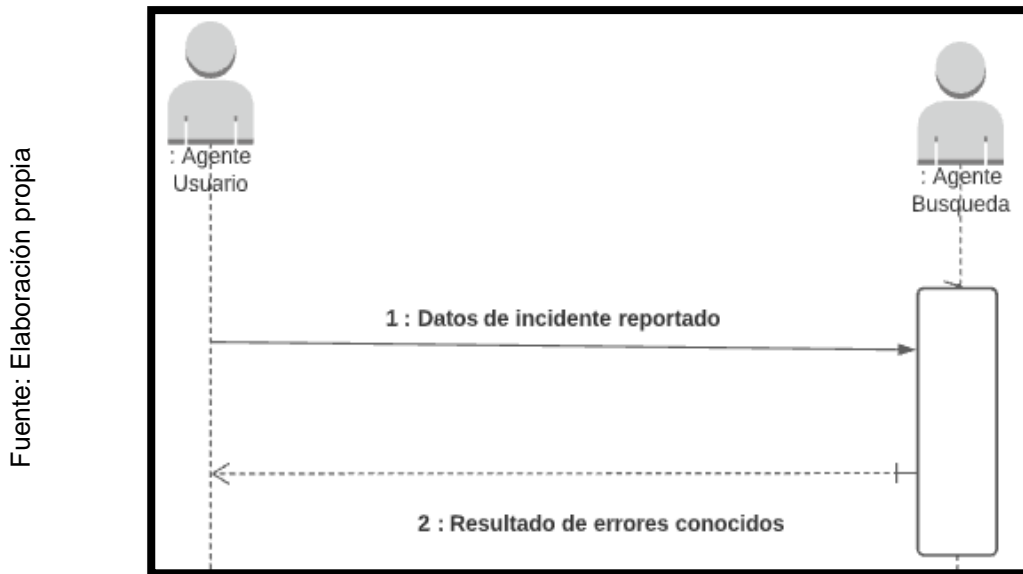 Fuente: Elaboración propia
: Agente
Usuario
: Agente
Busqueda
1 : Datos de incidente reportado
2 : Resultado de errores conocidos